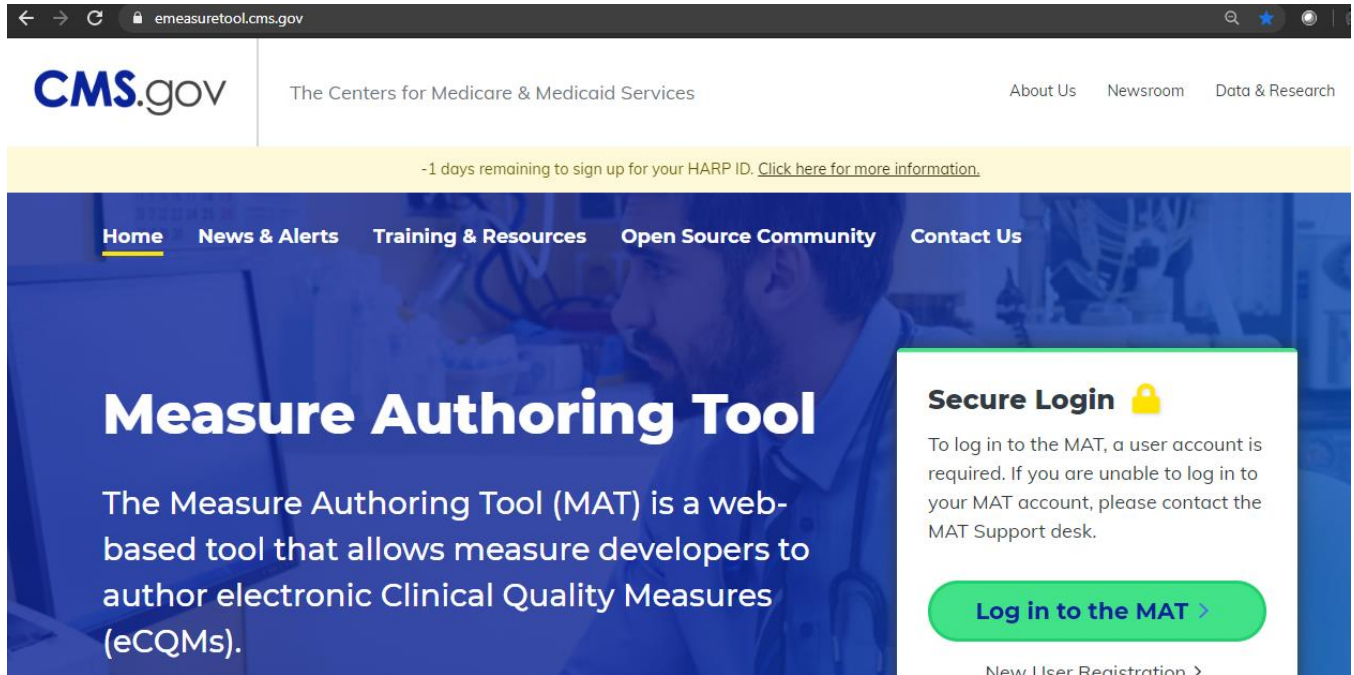 emeasuretool.cms.gov
CMS.gov
The Centers for Medicare & Medicaid Services
About Us Newsroom Data & Research
-1 days remaining to sign up for your HARP ID. Click here for more information.
Home News & Alerts Training & Resources Open Source Community Contact Us
Measure Authoring Tool
The Measure Authoring Tool (MAT) is a web-
based tool that allows measure developers to
author electronic Clinical Quality Measures
(eCQMs).
Secure Login
To log in to the MAT, a user account is
required. If you are unable to log in to
your MAT account, please contact the
MAT Support desk.
Log in to the MAT >
New User Registration >